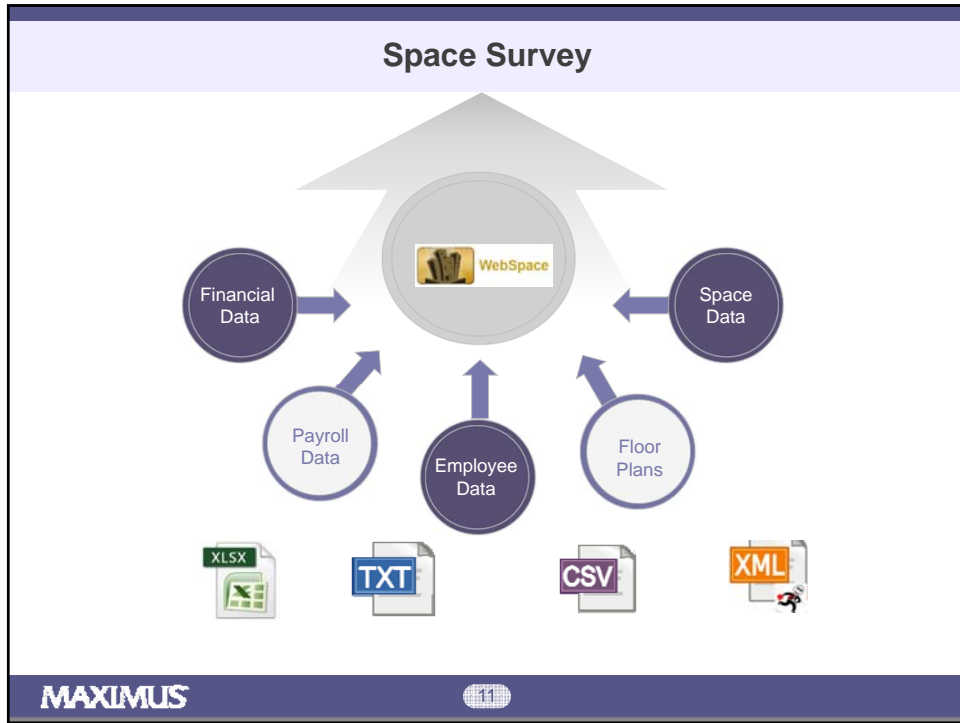 Space Survey
WebSpace
Financial
Data
Space
Data
Payroll
Data
Employee
Data
Floor
Plans
XLSX
TXT
CSV
XML
MAXIMUS
11